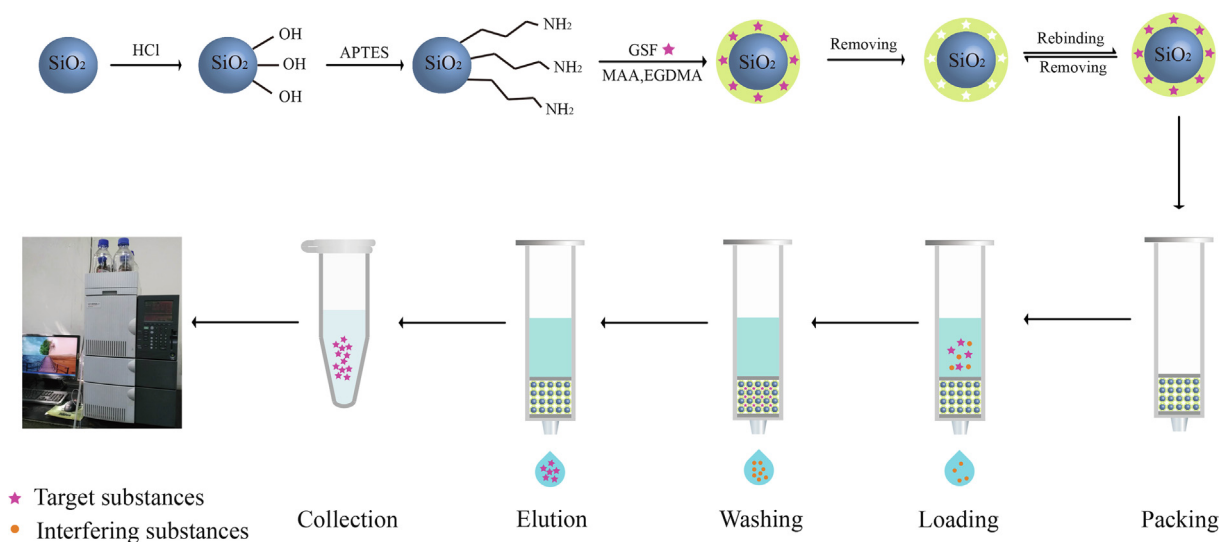 SiO₂
HCl
SiO₂
OH
OH
OH
APTES
SiO₂
NH₂
NH₂
NH₂
GSF
MAA,EGDMA
SiO₂
Removing
SiO₂
Rebinding
Removing
SiO₂
Target substances
Interfering substances
Collection
Elution
Washing
Loading
Packing